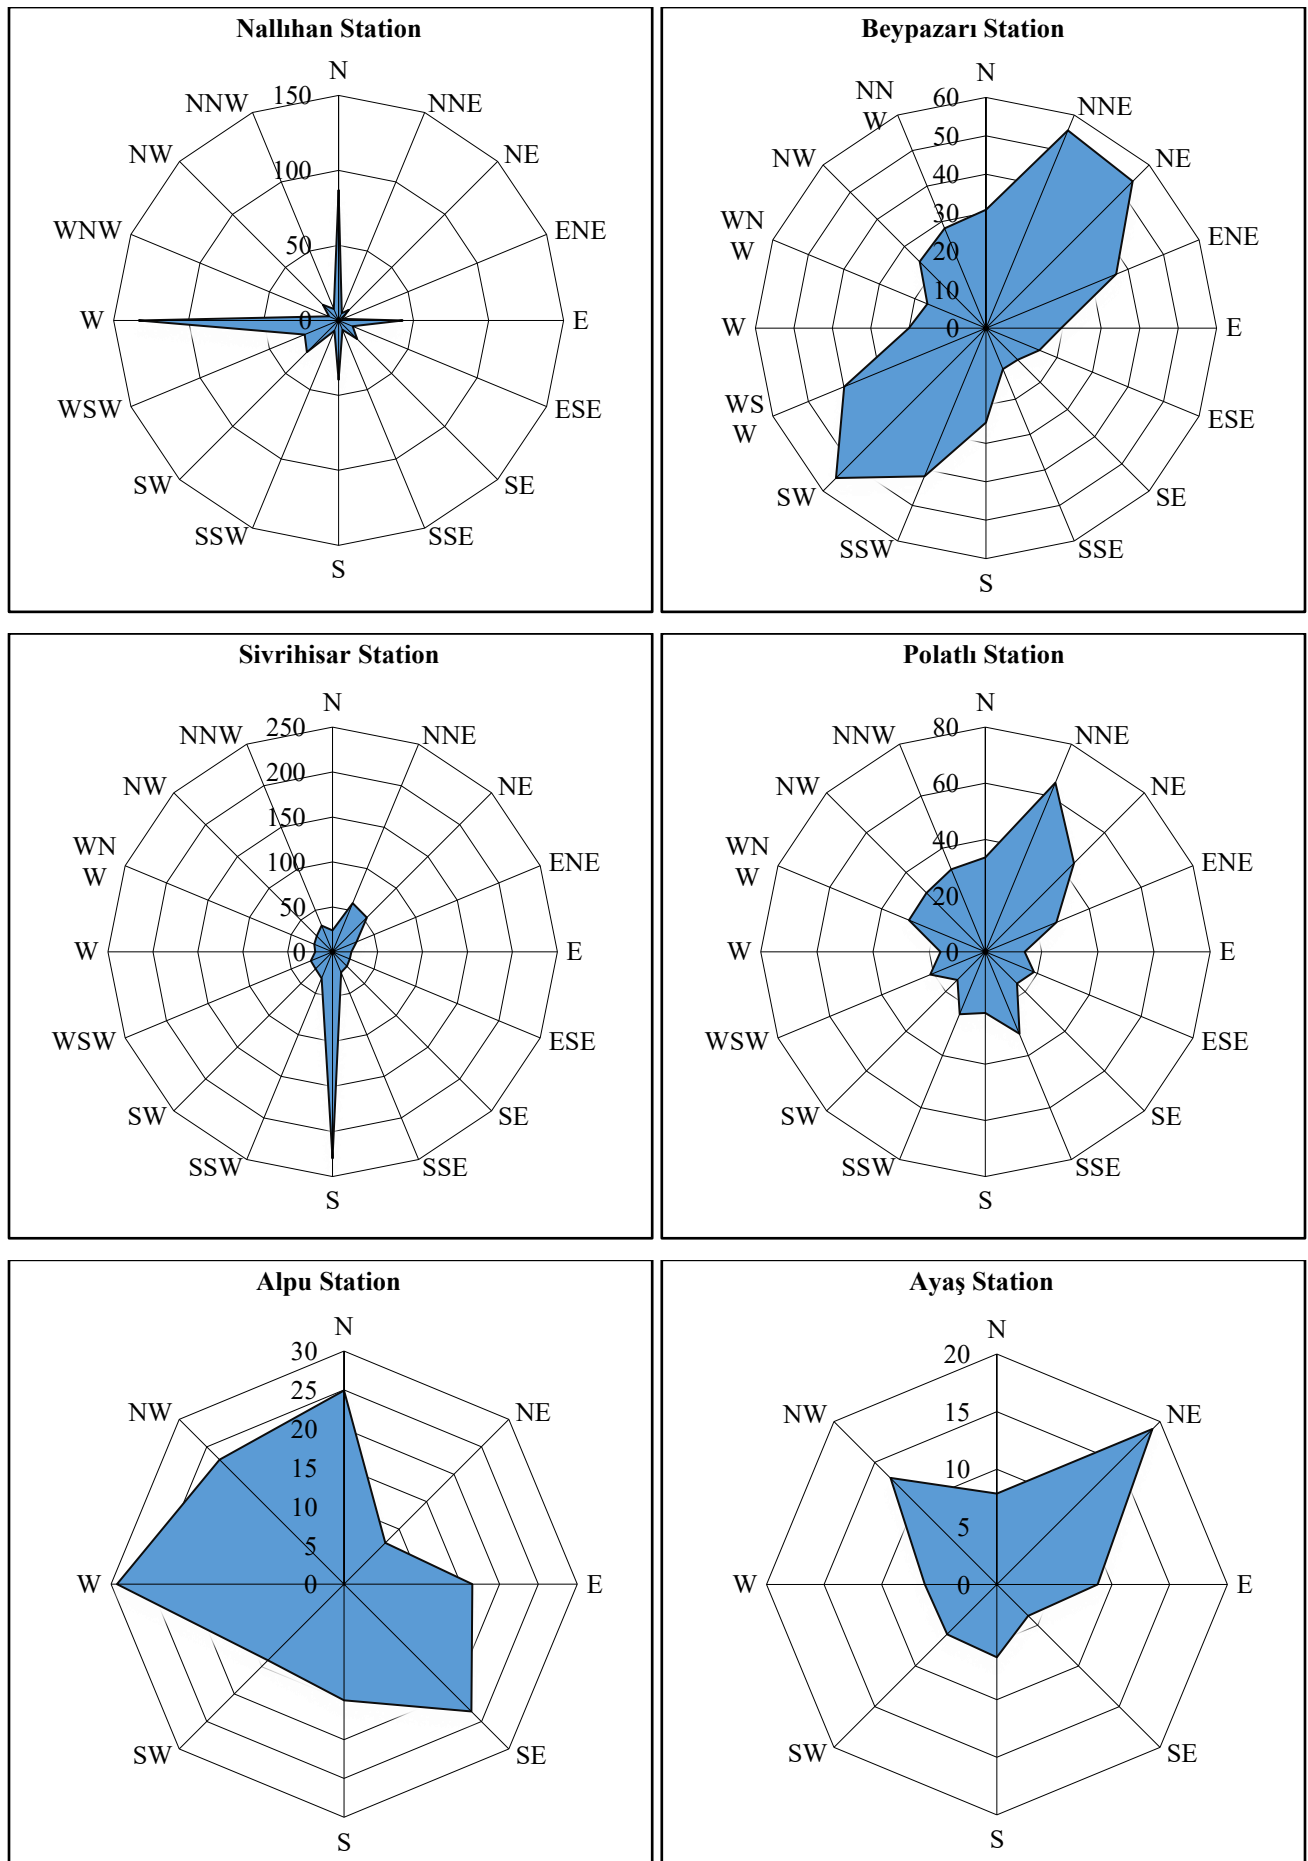 Nallıhan Station
N
150
NNW
NNE
NW
NE
100
WNW
ENE
50
W
0
E
WSW
ESE
SW
SE
SSW
SSE
S
Beypazarı Station
N
60
NN
W
NNE
50
NW
NE
40
WN
W
ENE
30
20
10
W
0
E
WS
W
ESE
SW
SE
SSW
SSE
S
Sivrihisar Station
N
250
NNW
NNE
200
NW
NE
150
WN
W
ENE
100
50
W
0
E
WSW
ESE
SW
SE
SSW
SSE
S
Polatlı Station
N
80
NNW
NNE
60
NW
NE
40
WN
W
ENE
20
W
0
E
WSW
ESE
SW
SE
SSW
SSE
S
Alpu Station
N
30
25
NW
NE
20
15
10
5
W
0
E
SW
SE
S
Ayaş Station
N
20
NW
NE
15
10
5
W
0
E
SW
SE
S